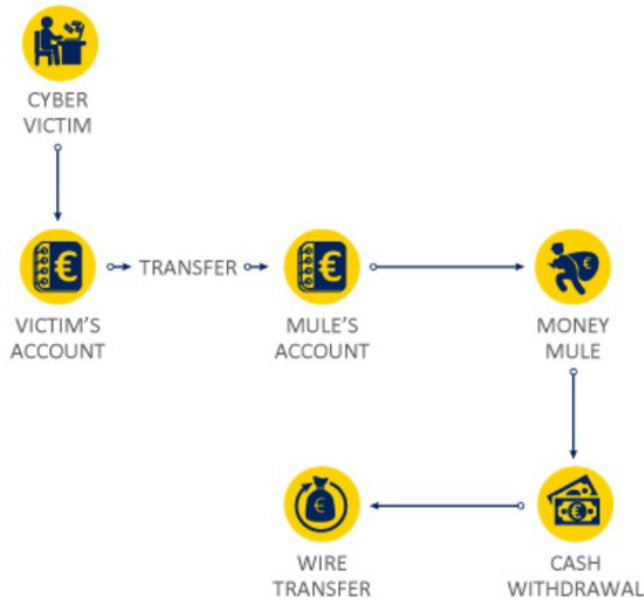 CYBER
VICTIM
TRANSFER
VICTIM'S
ACCOUNT
MULE'S
ACCOUNT
MONEY
MULE
WIRE
TRANSFER
CASH
WITHDRAWAL